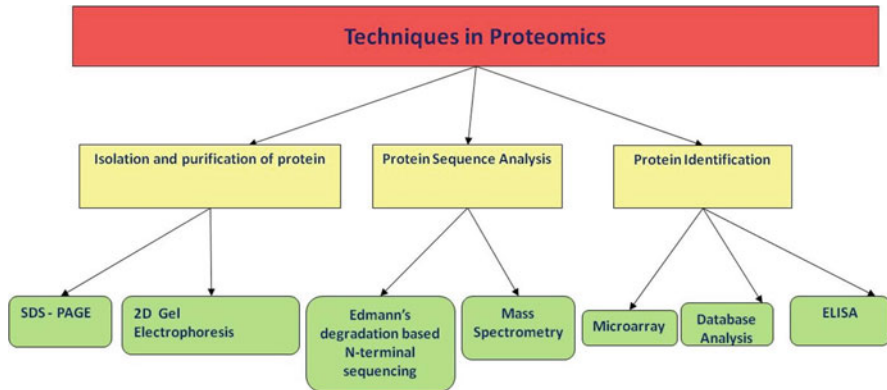 Techniques in Proteomics
Isolation and purification of protein
Protein Sequence Analysis
Protein Identification
SDS - PAGE
2D Gel
Electrophoresis
Edmann's
degradation based
N-terminal
sequencing
Mass
Spectrometry
Microarray
Database
Analysis
ELISA